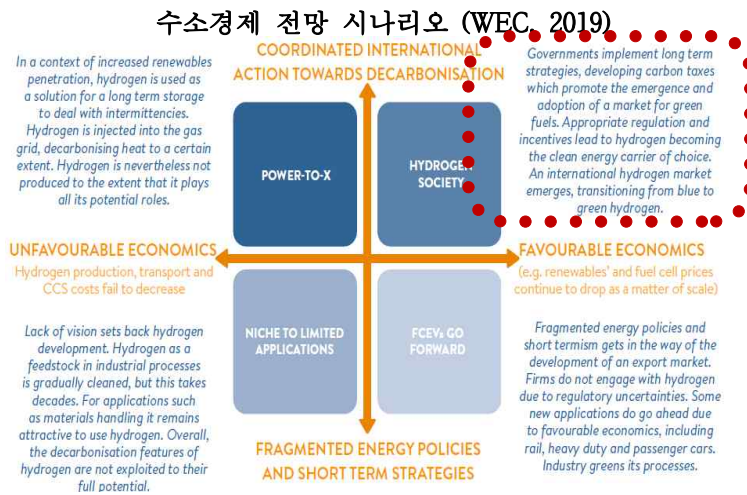 수소경제 전망 시나리오 (WEC, 2019)
COORDINATED INTERNATIONAL
ACTION TOWARDS DECARBONISATION
In a context of increased renewables
penetration, hydrogen is used as
a solution for a long term storage
to deal with intermittencies.
Hydrogen is injected into the gas
grid, decarbonising heat to a certain
extent. Hydrogen is nevertheless not
produced to the extent that it plays
all its potential roles.
POWER-TO-X
HYDROGEN
SOCIETY
Governments implement long term
strategies, developing carbon taxes
which promote the emergence and
adoption of a market for green
fuels. Appropriate regulation and
incentives lead to hydrogen becoming
the clean energy carrier of choice.
An international hydrogen market
emerges, transitioning from blue to
green hydrogen.
UNFAVOURABLE ECONOMICS
Hydrogen production, transport and
CCS costs fail to decrease
FAVOURABLE ECONOMICS
(e.g. renewables' and fuel cell prices
continue to drop as a matter of scale)
Lack of vision sets back hydrogen
development. Hydrogen as a
feedstock in industrial processes
is gradually cleaned, but this takes
decades. For applications such
as materials handling it remains
attractive to use hydrogen. Overall,
the decarbonisation features of
hydrogen are not exploited to their
full potential.
NICHE TO LIMITED
APPLICATIONS
FCEVs GO
FORWARD
Fragmented energy policies and
short termism gets in the way of the
development of an export market.
Firms do not engage with hydrogen
due to regulatory uncertainties. Some
new applications do go ahead due
to favourable economics, including
rail, heavy duty and passenger cars.
Industry greens its processes.
FRAGMENTED ENERGY POLICIES
AND SHORT TERM STRATEGIES